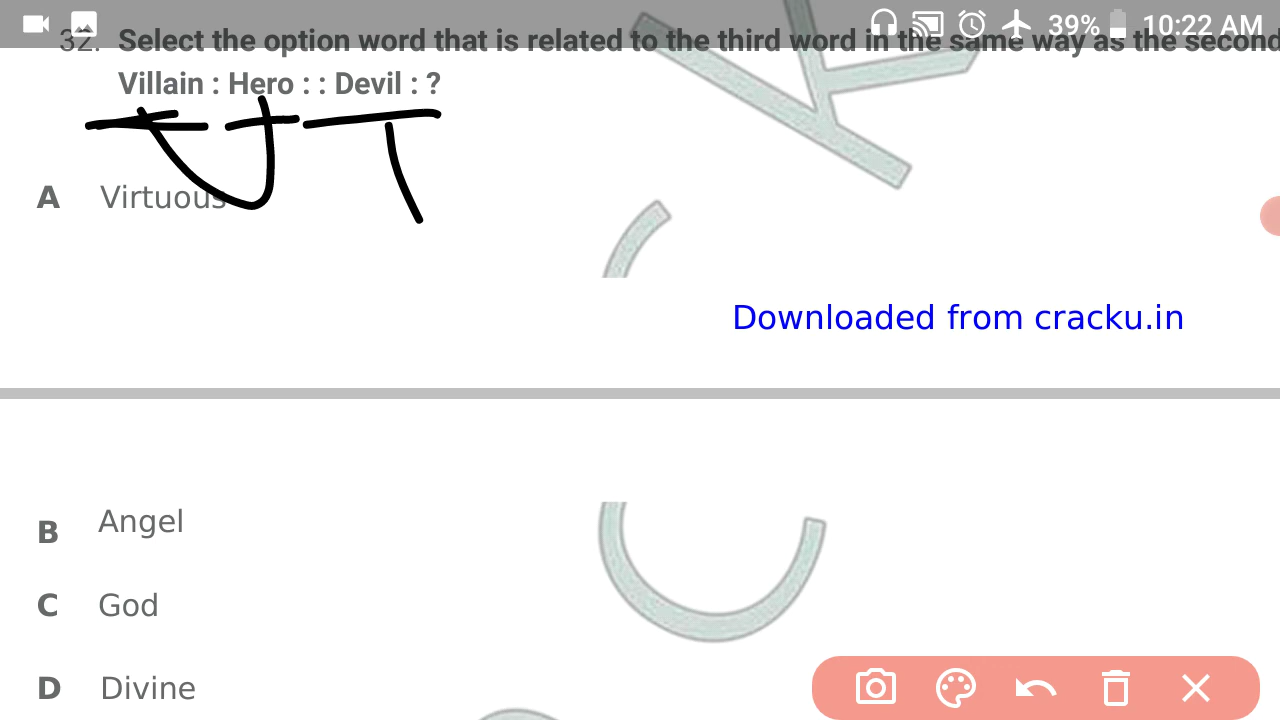 39% 10:22 AM
32. Select the option word that is related to the third word in the same way as the second
Villain : Hero : : Devil : ?
A Virtuous
Downloaded from cracku.in
B Angel
C God
D Divine